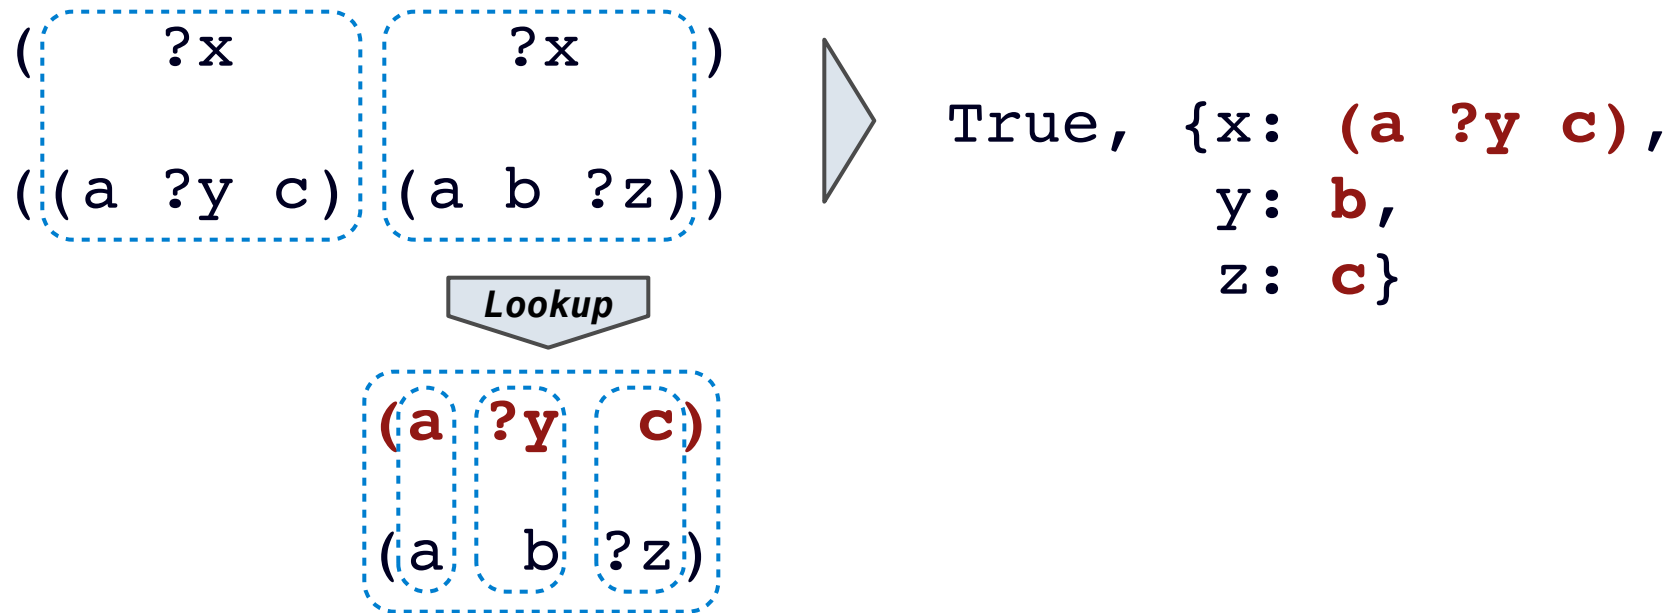 ( ?x ?x )
((a ?y c) (a b ?z))
Lookup
(a ?y c)
(a b ?z)
True, {x: (a ?y c),
y: b,
z: c}